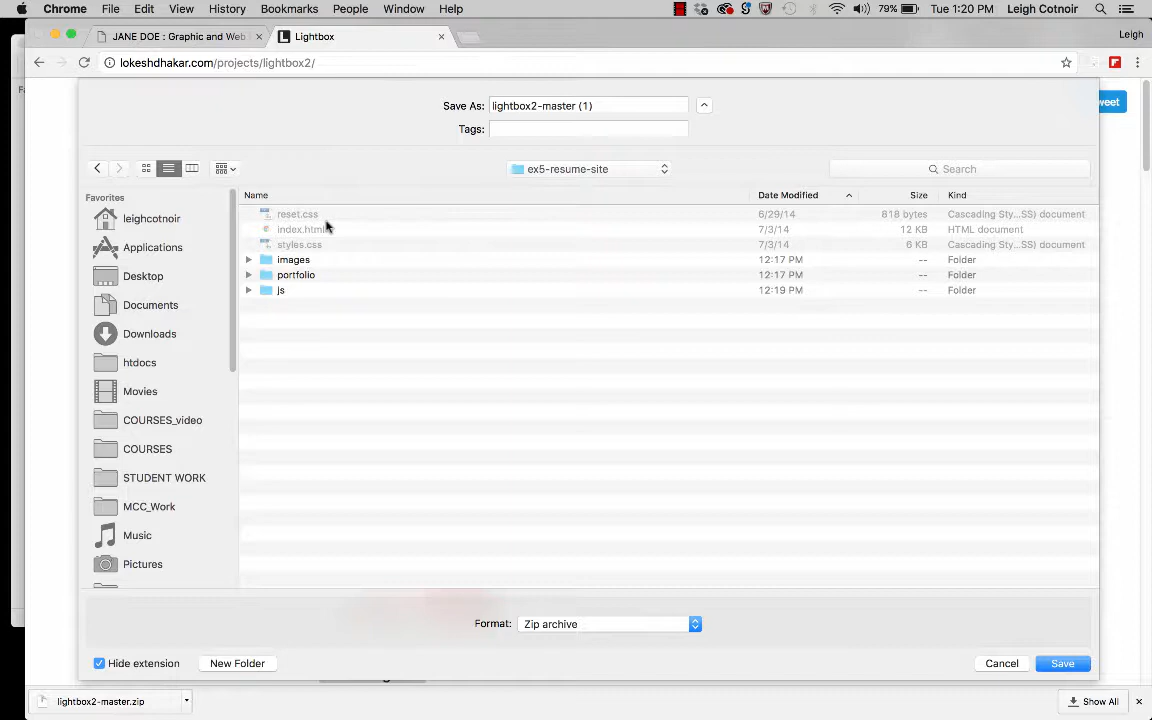 Chrome File Edit View History Bookmarks People Window Help 79% Tue 1:20 PM Leigh Cotnoir
JANE DOE : Graphic and Web × Lightbox × Leigh
lokeshdhakar.com/projects/lightbox2/
Save As: lightbox2-master (1)
weet
Tags:
ex5-resume-site Search
Favorites Name Date Modified Size Kind
reset.css 6/29/14 818 bytes Cascading Sty...SS) document
leighcotnoir
index.html 7/3/14 12 KB HTML document
styles.css 7/3/14 6 KB Cascading Sty...SS) document
Applications
images 12:17 PM -- Folder
portfolio 12:17 PM -- Folder
Desktop
js 12:19 PM -- Folder
Documents
Downloads
htdocs
Movies
COURSES_video
COURSES
STUDENT WORK
MCC_Work
Music
Pictures
Format: Zip archive
Hide extension New Folder Cancel Save
lightbox2-master.zip Show All ×